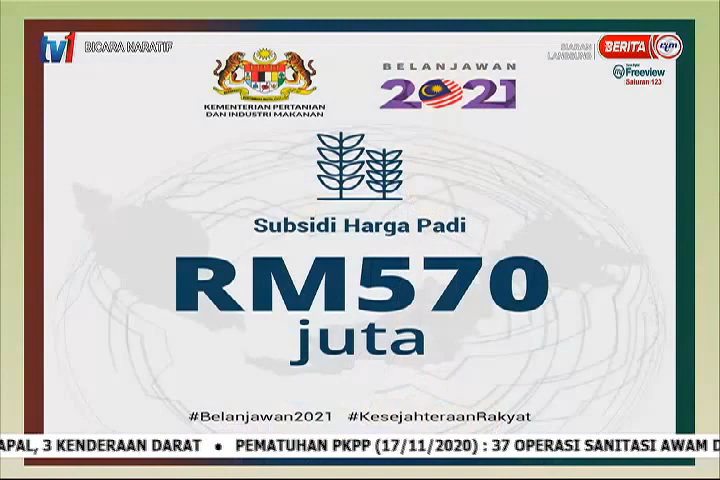 tv1 BICARA NARATIF
SIARAN LANGSUNG
BERITA rtm
Freeview
Saluran 123
KEMENTERIAN PERTANIAN
DAN INDUSTRI MAKANAN
BELANJAWAN
2021
Subsidi Harga Padi
RM570
juta
#Belanjawan2021 #KesejahteraanRakyat
APAL, 3 KENDERAAN DARAT • PEMATUHAN PKPP (17/11/2020) : 37 OPERASI SANITASI AWAM D